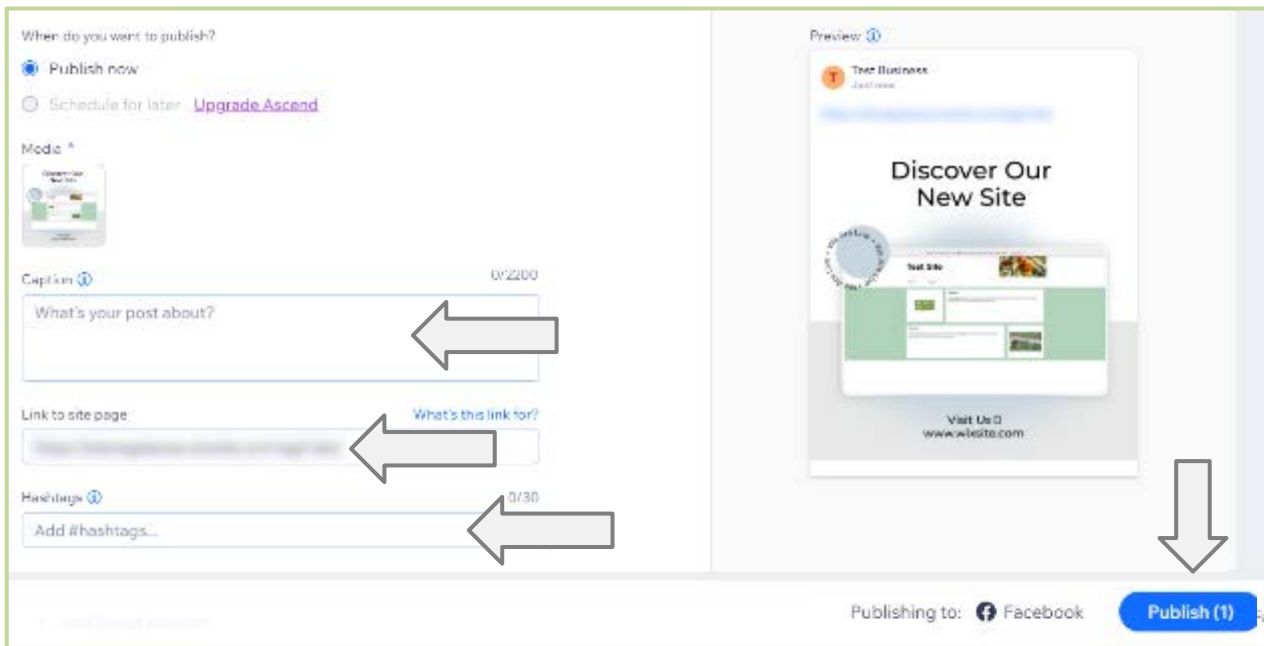 When do you want to publish?
Publish now
Schedule for later Upgrade Ascend
Media *
Discover Our
New Site
Caption
0/2200
What's your post about?
Link to site page
What's this link for?
Hashtags
0/30
Add #hashtags...
Preview
T
Test Business
Just now
Discover Our
New Site
Test Site
Visit Us
www.wixsite.com
Publishing to: Facebook
Publish (1)